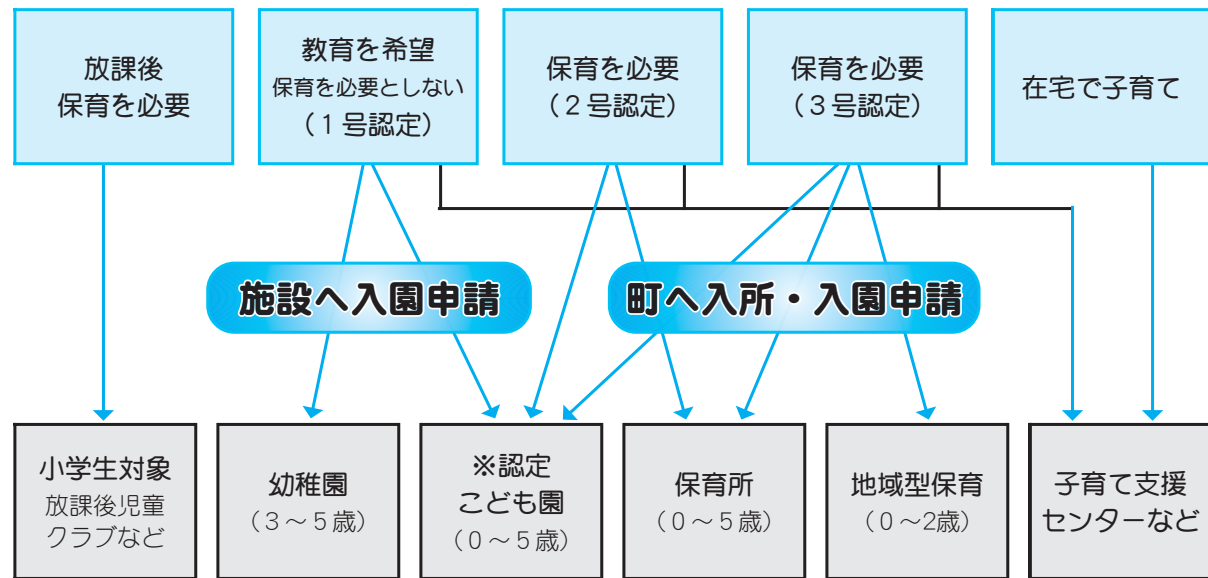 放課後
保育を必要
教育を希望
保育を必要としない
（１号認定）
保育を必要
（２号認定）
保育を必要
（３号認定）
在宅で子育て
施設へ入園申請
町へ入所・入園申請
小学生対象
放課後児童
クラブなど
幼稚園
（３～５歳）
※認定
こども園
（０～５歳）
保育所
（０～５歳）
地域型保育
（０～2歳）
子育て支援
センターなど